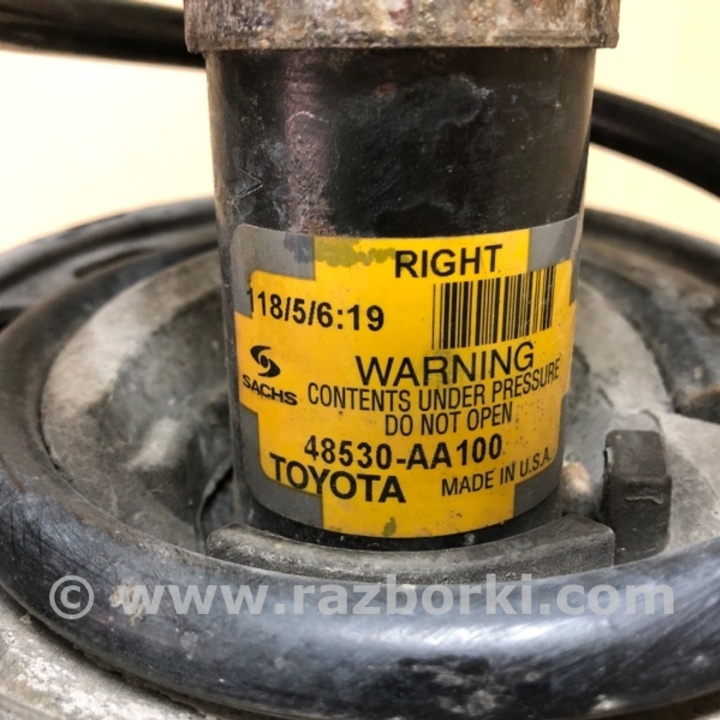 RIGHT
118/5/6:19
WARNING
SACHS
CONTENTS UNDER PRESSURE
DO NOT OPEN
48530-AA100
TOYOTA
MADE IN U.S.A.
© www.razborki.com